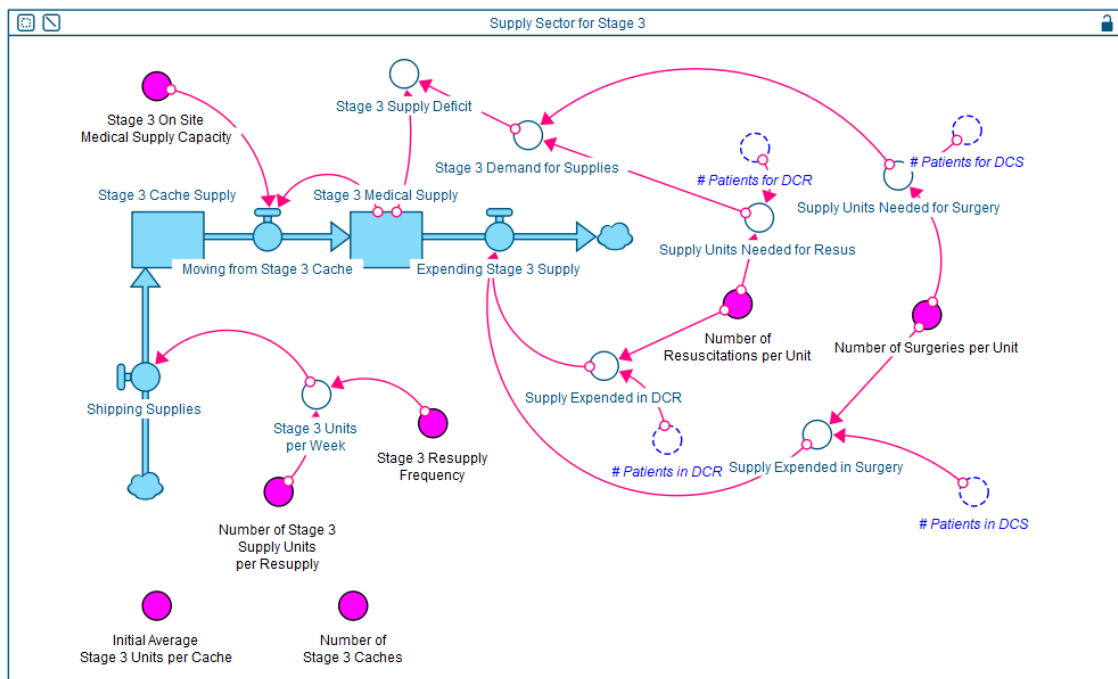 Supply Sector for Stage 3
Stage 3 On Site
Medical Supply Capacity
Stage 3 Supply Deficit
Stage 3 Demand for Supplies
# Patients for DCR
# Patients for DCS
Stage 3 Cache Supply
Stage 3 Medical Supply
Supply Units Needed for Surgery
Supply Units Needed for Resus
Moving from Stage 3 Cache
Expending Stage 3 Supply
Number of
Resuscitations per Unit
Number of Surgeries per Unit
Shipping Supplies
Supply Expended in DCR
Stage 3 Units
per Week
Stage 3 Resupply
Frequency
# Patients in DCR
Supply Expended in Surgery
# Patients in DCS
Number of Stage 3
Supply Units
per Resupply
Initial Average
Stage 3 Units per Cache
Number of
Stage 3 Caches